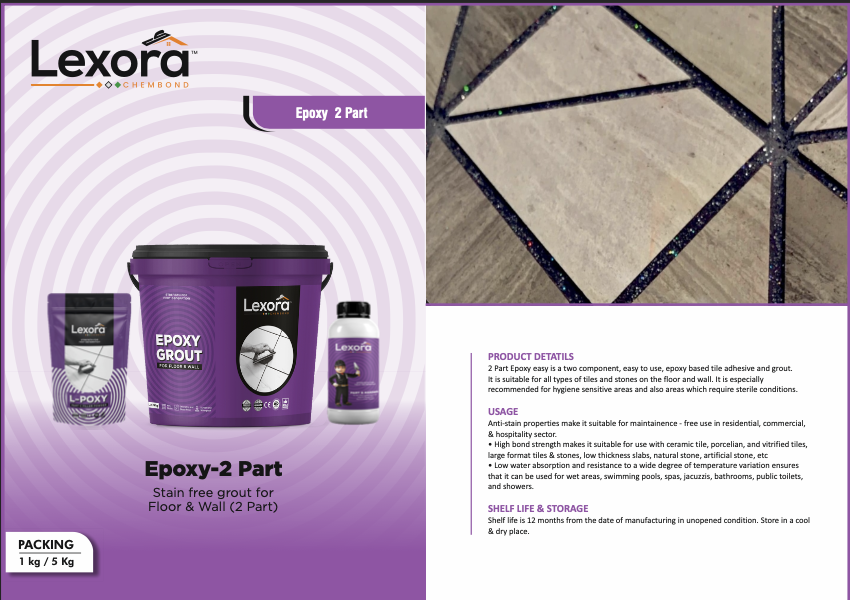 Lexora™
CHEMBOND
Epoxy 2 Part
Lexora
L-POXY
EPOXY
GROUT
FOR FLOOR & WALL
Lexora
Lexora
Epoxy-2 Part
Stain free grout for
Floor & Wall (2 Part)
PACKING
1 kg / 5 Kg
PRODUCT DETATILS
2 Part Epoxy easy is a two component, easy to use, epoxy based tile adhesive and grout.
It is suitable for all types of tiles and stones on the floor and wall. It is especially
recommended for hygiene sensitive areas and also areas which require sterile conditions.
USAGE
Anti-stain properties make it suitable for maintainence - free use in residential, commercial,
& hospitality sector.
• High bond strength makes it suitable for use with ceramic tile, porcelian, and vitrified tiles,
large format tiles & stones, low thickness slabs, natural stone, artificial stone, etc
• Low water absorption and resistance to a wide degree of temperature variation ensures
that it can be used for wet areas, swimming pools, spas, jacuzzis, bathrooms, public toilets,
and showers.
SHELF LIFE & STORAGE
Shelf life is 12 months from the date of manufacturing in unopened condition. Store in a cool
& dry place.